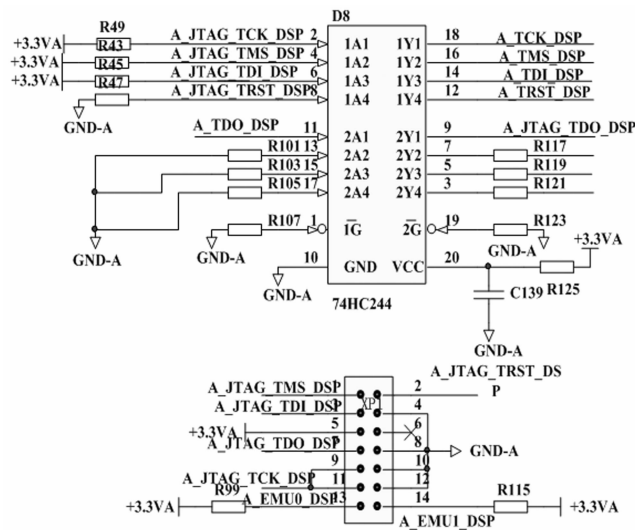 R49
D8
+3.3VA
A_JTAG_TCK_DSP 2
1A1
1Y1
18
A_TCK_DSP
R43
+3.3VA
A_JTAG_TMS_DSP 4
1A2
1Y2
16
A_TMS_DSP
R45
+3.3VA
A_JTAG_TDI_DSP 6
1A3
1Y3
14
A_TDI_DSP
R47
A_JTAG_TRST_DSP8
1A4
1Y4
12
A_TRST_DSP
GND-A
A_TDO_DSP
11
2A1
2Y1
9
A_JTAG_TDO_DSP
R101 13
2A2
2Y2
7
R117
R103 15
2A3
2Y3
5
R119
R105 17
2A4
2Y4
3
R121
R107 1
1G
2G
19
R123
GND-A
GND-A
GND-A
+3.3VA
10
GND
VCC
20
GND-A
R125
C139
74HC244
GND-A
A_JTAG_TRST_DS
P
A_JTAG_TMS_DSP
2
XP1
A_JTAG_TDI_DSP
3
4
+3.3VA
5
6
A_JTAG_TDO_DSP
7
8
GND-A
9
10
A_JTAG_TCK_DSP
11
12
R99
A_EMU0_DSP
13
14
R115
+3.3VA
+3.3VA
A_EMU1_DSP